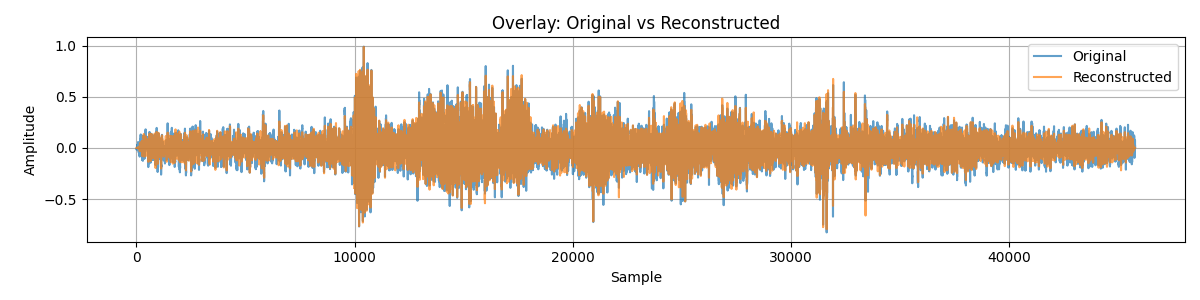 Overlay: Original vs Reconstructed
Original
Reconstructed
Amplitude
1.0
0.5
0.0
−0.5
0
10000
20000
30000
40000
Sample